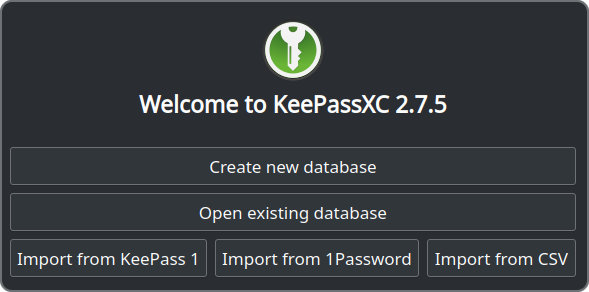 Welcome to KeePassXC 2.7.5
Create new database
Open existing database
Import from KeePass 1
Import from 1Password
Import from CSV